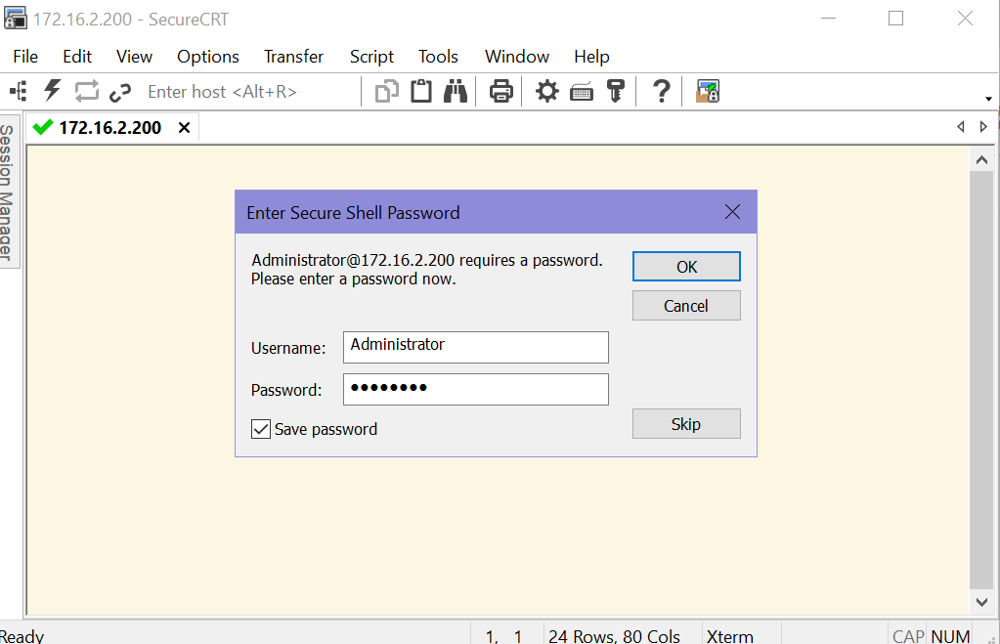 172.16.2.200 - SecureCRT
File Edit View Options Transfer Script Tools Window Help
Enter host <Alt+R>
Session Manager
172.16.2.200
Enter Secure Shell Password
Administrator@172.16.2.200 requires a password.
Please enter a password now.
OK
Cancel
Username: Administrator
Password: ••••••••
Save password
Skip
Ready
1, 1
24 Rows, 80 Cols
Xterm
CAP NUM